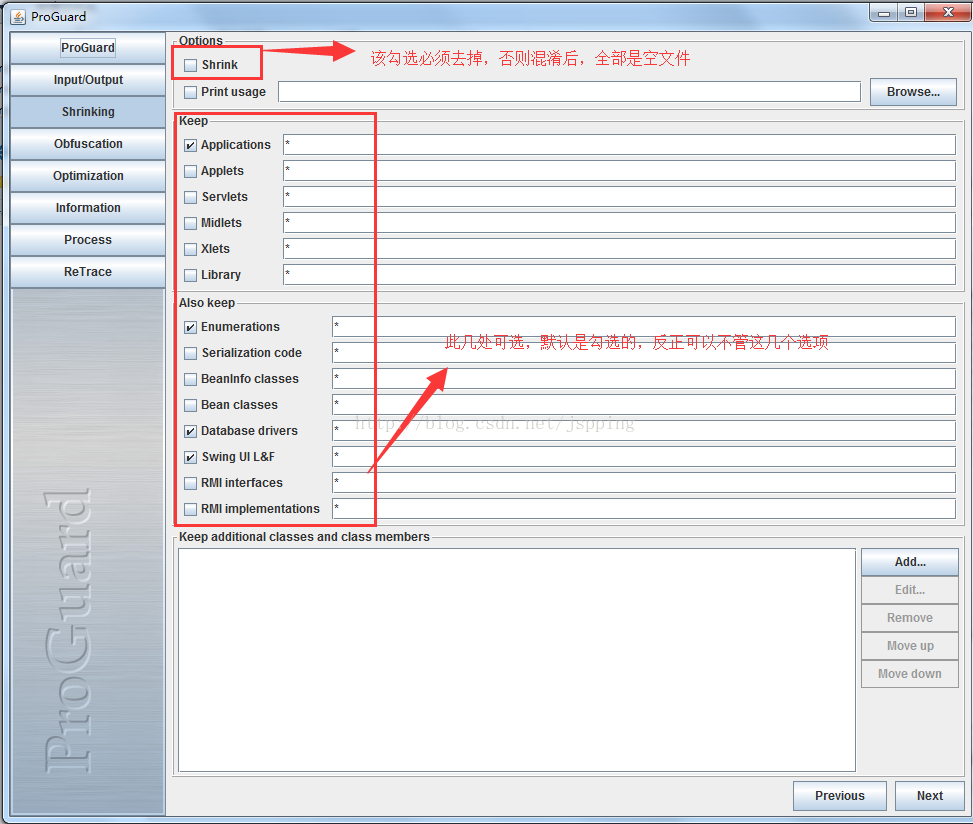 ProGuard
ProGuard
Input/Output
Shrinking
Obfuscation
Optimization
Information
Process
ReTrace
ProGuard
Options
Shrink
该勾选必须去掉，否则混淆后，全部是空文件
Print usage
Browse...
Keep
Applications *
Applets *
Servlets *
Midlets *
Xlets *
Library *
Also keep
Enumerations *
此几处可选，默认是勾选的，反正可以不管这几个选项
Serialization code *
BeanInfo classes *
Bean classes *
http://blog.csdn.net/jspping
Database drivers *
Swing UI L&F *
RMI interfaces *
RMI implementations *
Keep additional classes and class members
Add...
Edit...
Remove
Move up
Move down
Previous
Next